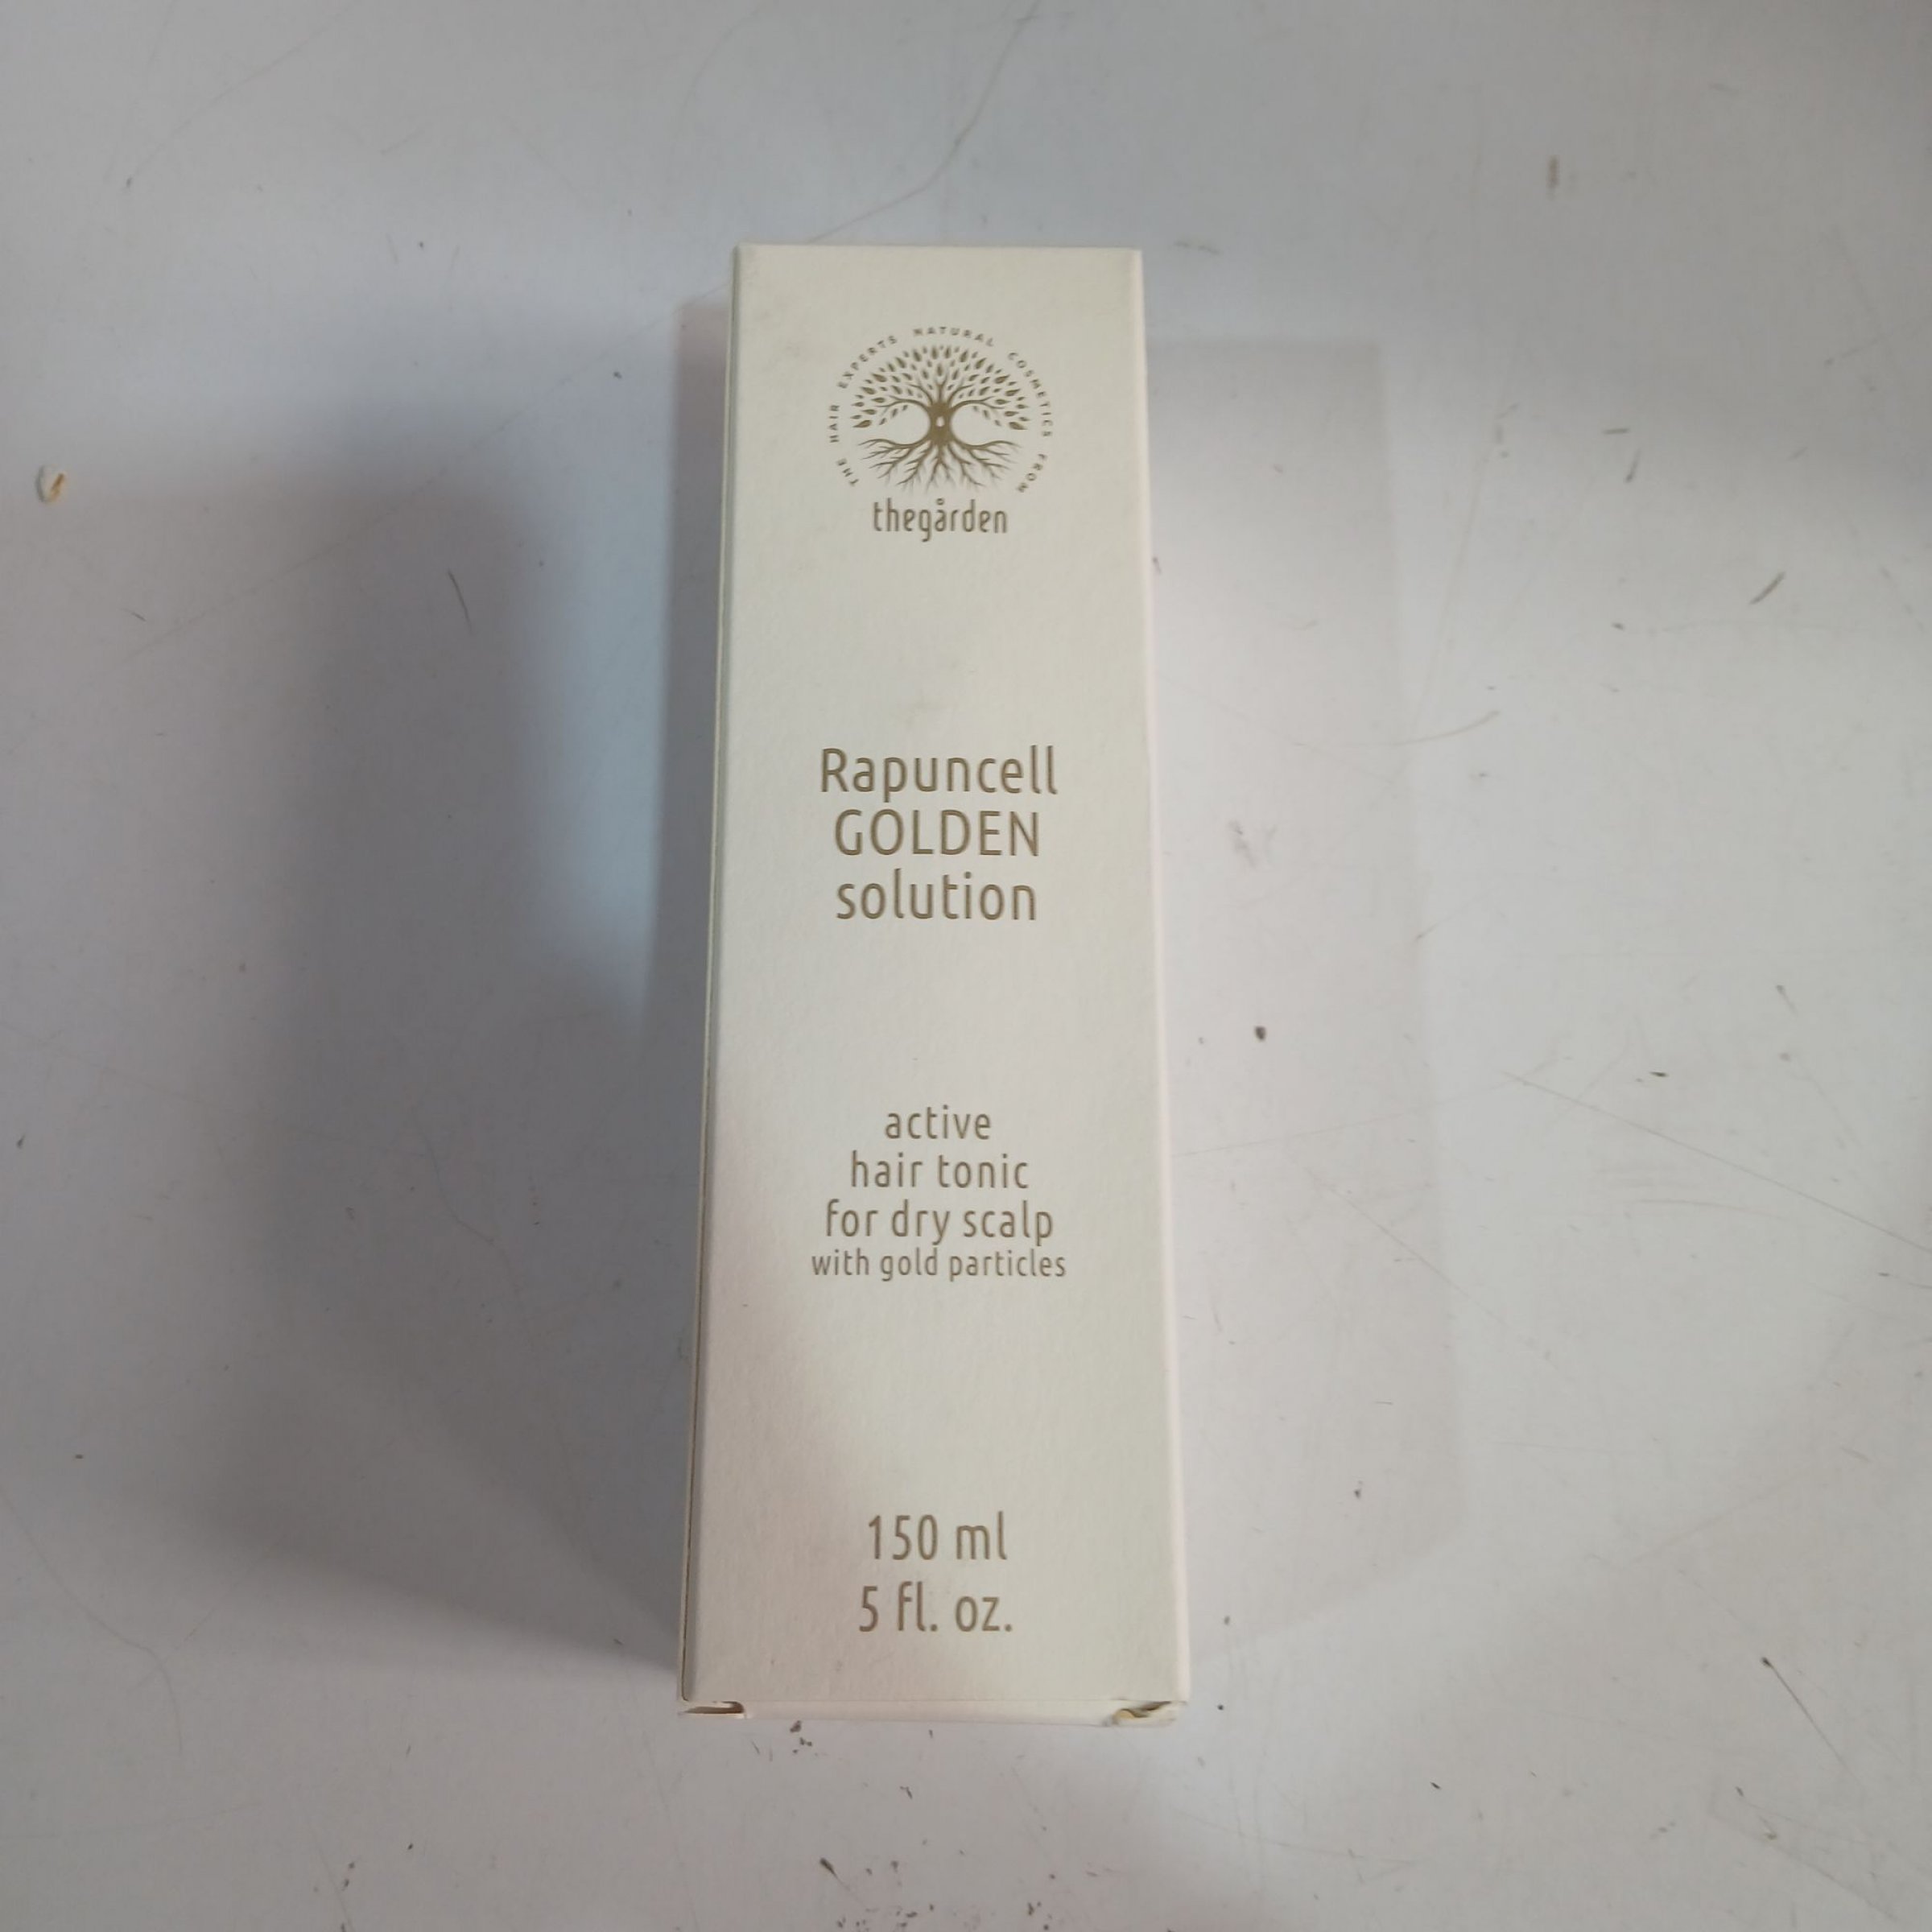 THE HAIR EXPERTS NATURAL COSMETICS FROM
thegården
Rapuncell
GOLDEN
solution
active
hair tonic
for dry scalp
with gold particles
150 ml
5 fl. oz.